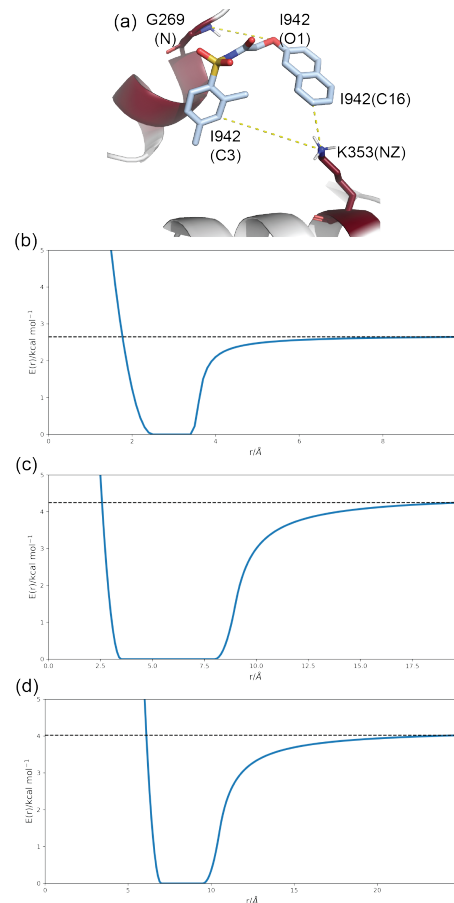 (a)
G269
(N)
I942
(O1)
I942(C16)
I942
(C3)
K353(NZ)
(b)
E(r)/kcal mol⁻¹
5
4
3
2
1
0
0 2 4 6 8
r/Å
(c)
E(r)/kcal mol⁻¹
5
4
3
2
1
0
0.0 2.5 5.0 7.5 10.0 12.5 15.0 17.5
r/Å
(d)
E(r)/kcal mol⁻¹
5
4
3
2
1
0
0 5 10 15 20
r/Å